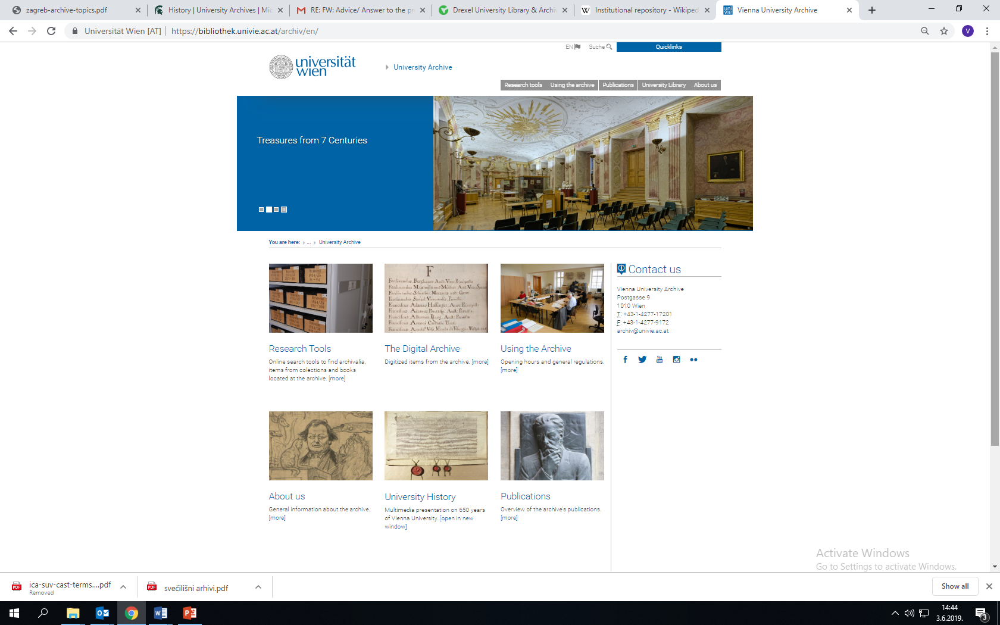 zagreb-archive-topics.pdf
History | University Archives | Mic
RE: FW: Advice/ Answer to the pr
Drexel University Library & Archiv
Institutional repository - Wikiped
Vienna University Archive
Universität Wien [AT]
https://bibliothek.univie.ac.at/archiv/en/
V
EN
Suche
Quicklinks
universität
wien
University Archive
Research tools
Using the archive
Publications
University Library
About us
Treasures from 7 Centuries
You are here:
...
University Archive
F
Research Tools
Online search tools to find archivalia,
items from colections and books
located at the archive. [more]
The Digital Archive
Digitized items from the archive. [more]
Using the Archive
Opening hours and general regulations.
[more]
Contact us
Vienna University Archive
Postgasse 9
1010 Wien
T: +43-1-4277-17201
F: +43-1-4277-9172
archiv@univie.ac.at
About us
General information about the archive.
[more]
University History
Multimedia presentation on 650 years
of Vienna University. [open in new
window]
Publications
Overview of the archive's publications.
[more]
Activate Windows
Go to Settings to activate Windows.
ica-suv-cast-terms....pdf
Removed
svečilišni arhivi.pdf
Show all
14:44
3.6.2019.
3